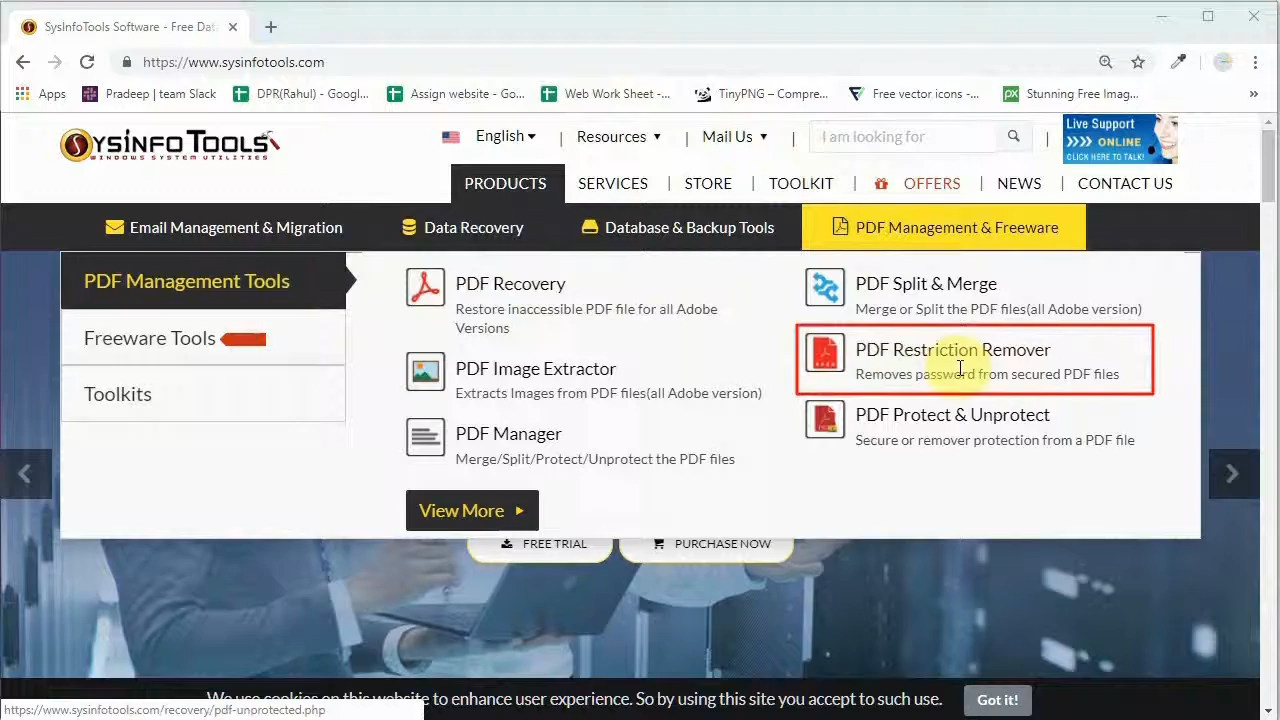 SysInfoTools Software - Free Dat
https://www.sysinfotools.com
Apps
Pradeep | team Slack
DPR(Rahul) - Googl...
Assign website - Go...
Web Work Sheet -...
TinyPNG – Compre...
Free vector icons -...
Stunning Free Imag...
SYSINFOTOOLS
WINDOWS SYSTEM UTILITIES
English
Resources
Mail Us
I am looking for
Live Support
ONLINE
CLICK HERE TO TALK!
PRODUCTS
SERVICES
STORE
TOOLKIT
OFFERS
NEWS
CONTACT US
Email Management & Migration
Data Recovery
Database & Backup Tools
PDF Management & Freeware
PDF Management Tools
Freeware Tools
Toolkits
PDF Recovery
Restore inaccessible PDF file for all Adobe
Versions
PDF Image Extractor
Extracts Images from PDF files(all Adobe version)
PDF Manager
Merge/Split/Protect/Unprotect the PDF files
View More
PDF Split & Merge
Merge or Split the PDF files(all Adobe version)
PDF Restriction Remover
Removes password from secured PDF files
PDF Protect & Unprotect
Secure or remover protection from a PDF file
FREE TRIAL
PURCHASE NOW
We use cookies on this website to enhance user experience. So by using this site you accept to such use.
Got it!
https://www.sysinfotools.com/recovery/pdf-unprotected.php